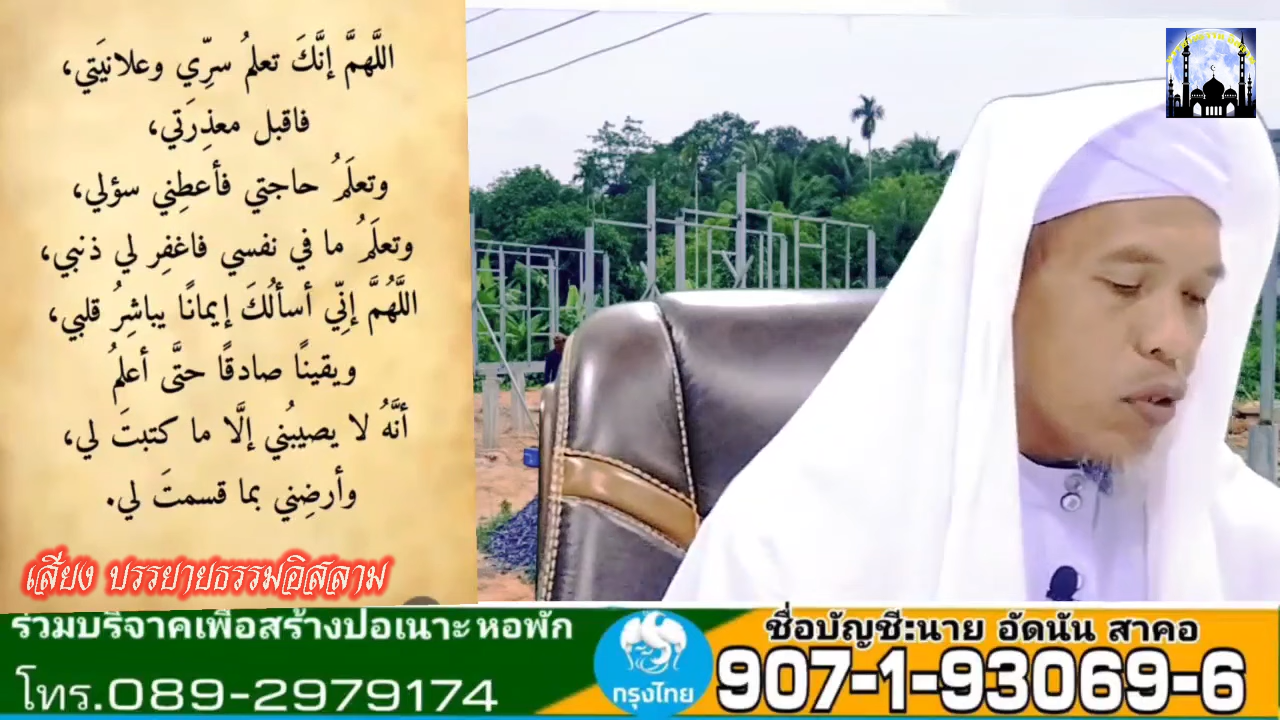 اللَّهمَّ إنَّكَ تعلمُ سرِّي وعلانيَتي،
فاقبل معذِرَتي،
وتعلَمُ حاجتي فأعطِني سؤلي،
وتعلَمُ ما في نفسي فاغفِر لي ذنبي،
اللَّهُمَّ إنِّي أسألُكَ إيمانًا يباشِرُ قلبي،
ويقينًا صادقًا حتَّى أعلمُ
أنَّهُ لا يصيبُني إلَّا ما كتبتَ لي،
وأرضِني بما قسمتَ لي.
เสียง บรรยายธรรมอิสลาม
ร่วมบริจาคเพื่อสร้างปอเนาะหอพัก
โทร.089-2979174
กรุงไทย
ชื่อบัญชี:นาย อัดนัน สาคอ
907-1-93069-6